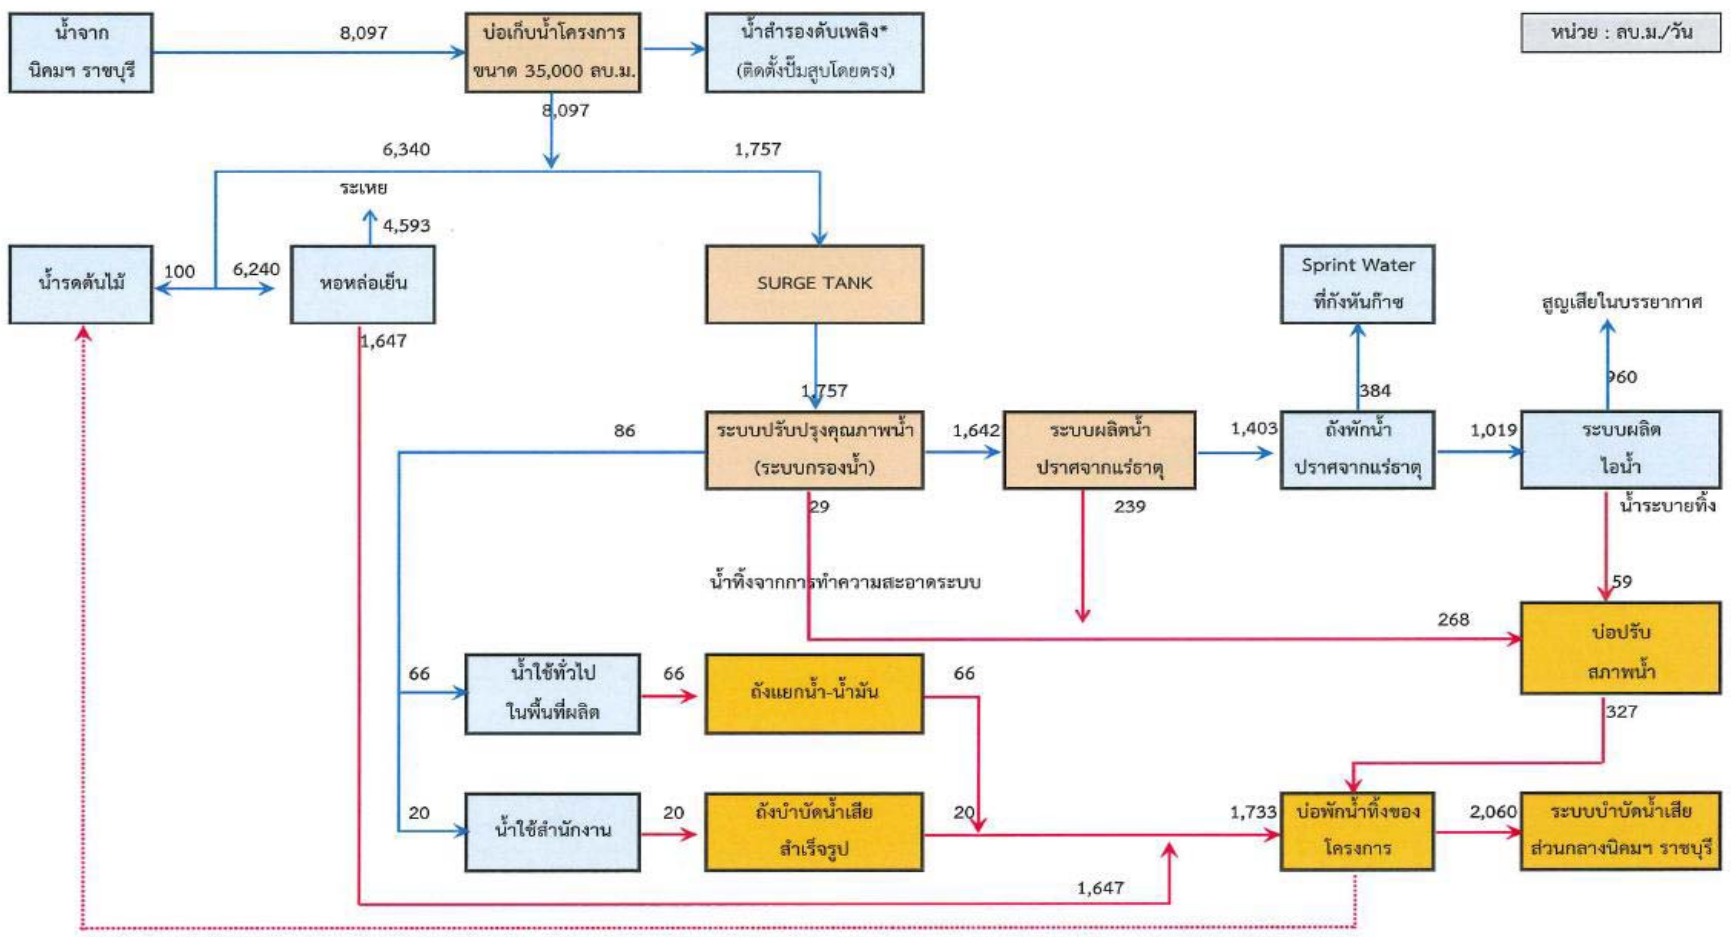 น้ำจาก
นิคมฯ ราชบุรี
8,097
บ่อเก็บน้ำโครงการ
ขนาด 35,000 ลบ.ม.
น้ำสำรองดับเพลิง*
(ติดตั้งปั๊มสูบโดยตรง)
หน่วย : ลบ.ม./วัน
8,097
6,340
1,757
ระเหย
4,593
น้ำรดต้นไม้
100
6,240
หอหล่อเย็น
SURGE TANK
Sprint Water
ที่กังหันก๊าซ
สูญเสียในบรรยากาศ
1,647
1,757
384
960
86
ระบบปรับปรุงคุณภาพน้ำ
(ระบบกรองน้ำ)
1,642
ระบบผลิตน้ำ
ปราศจากแร่ธาตุ
1,403
ถังพักน้ำ
ปราศจากแร่ธาตุ
1,019
ระบบผลิต
ไอน้ำ
29
239
น้ำระบายทิ้ง
น้ำทิ้งจากการทำความสะอาดระบบ
59
268
บ่อปรับ
สภาพน้ำ
66
น้ำใช้ทั่วไป
ในพื้นที่ผลิต
66
ถังแยกน้ำ-น้ำมัน
66
327
20
น้ำใช้สำนักงาน
20
ถังบำบัดน้ำเสีย
สำเร็จรูป
20
1,733
บ่อพักน้ำทิ้งของ
โครงการ
2,060
ระบบบำบัดน้ำเสีย
ส่วนกลางนิคมฯ ราชบุรี
1,647